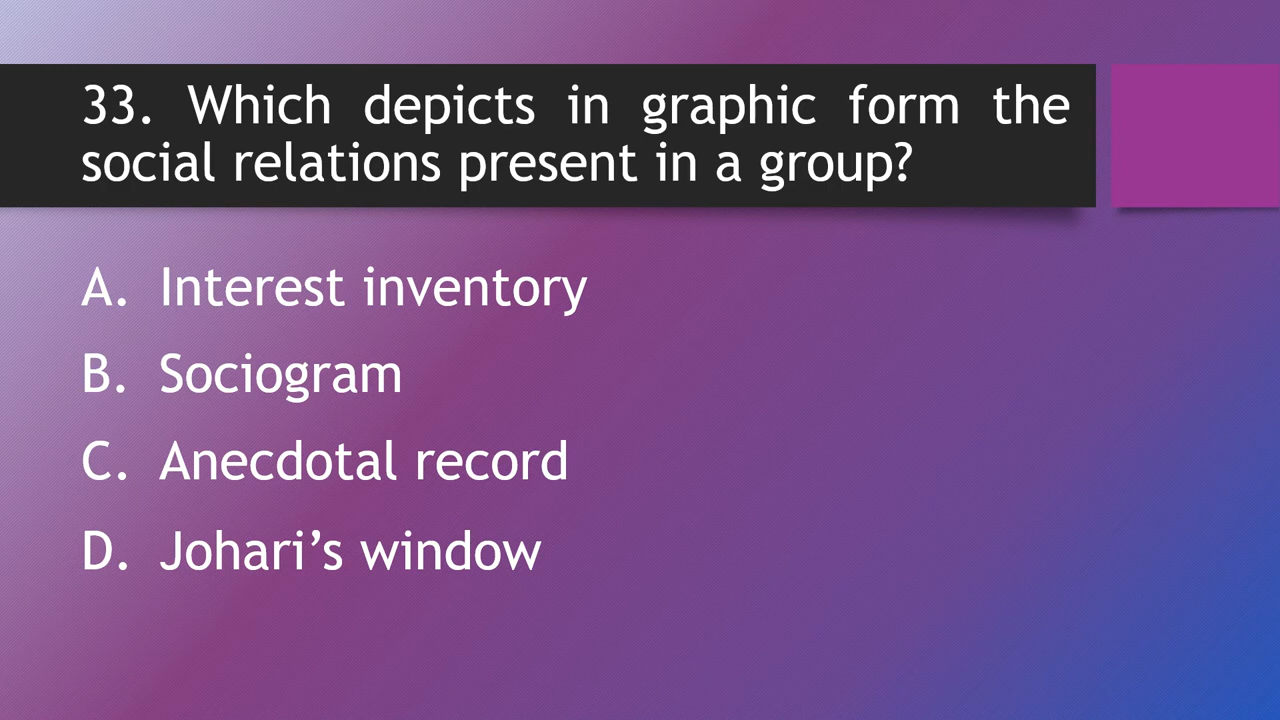 33. Which depicts in graphic form the
social relations present in a group?
A. Interest inventory
B. Sociogram
C. Anecdotal record
D. Johari’s window